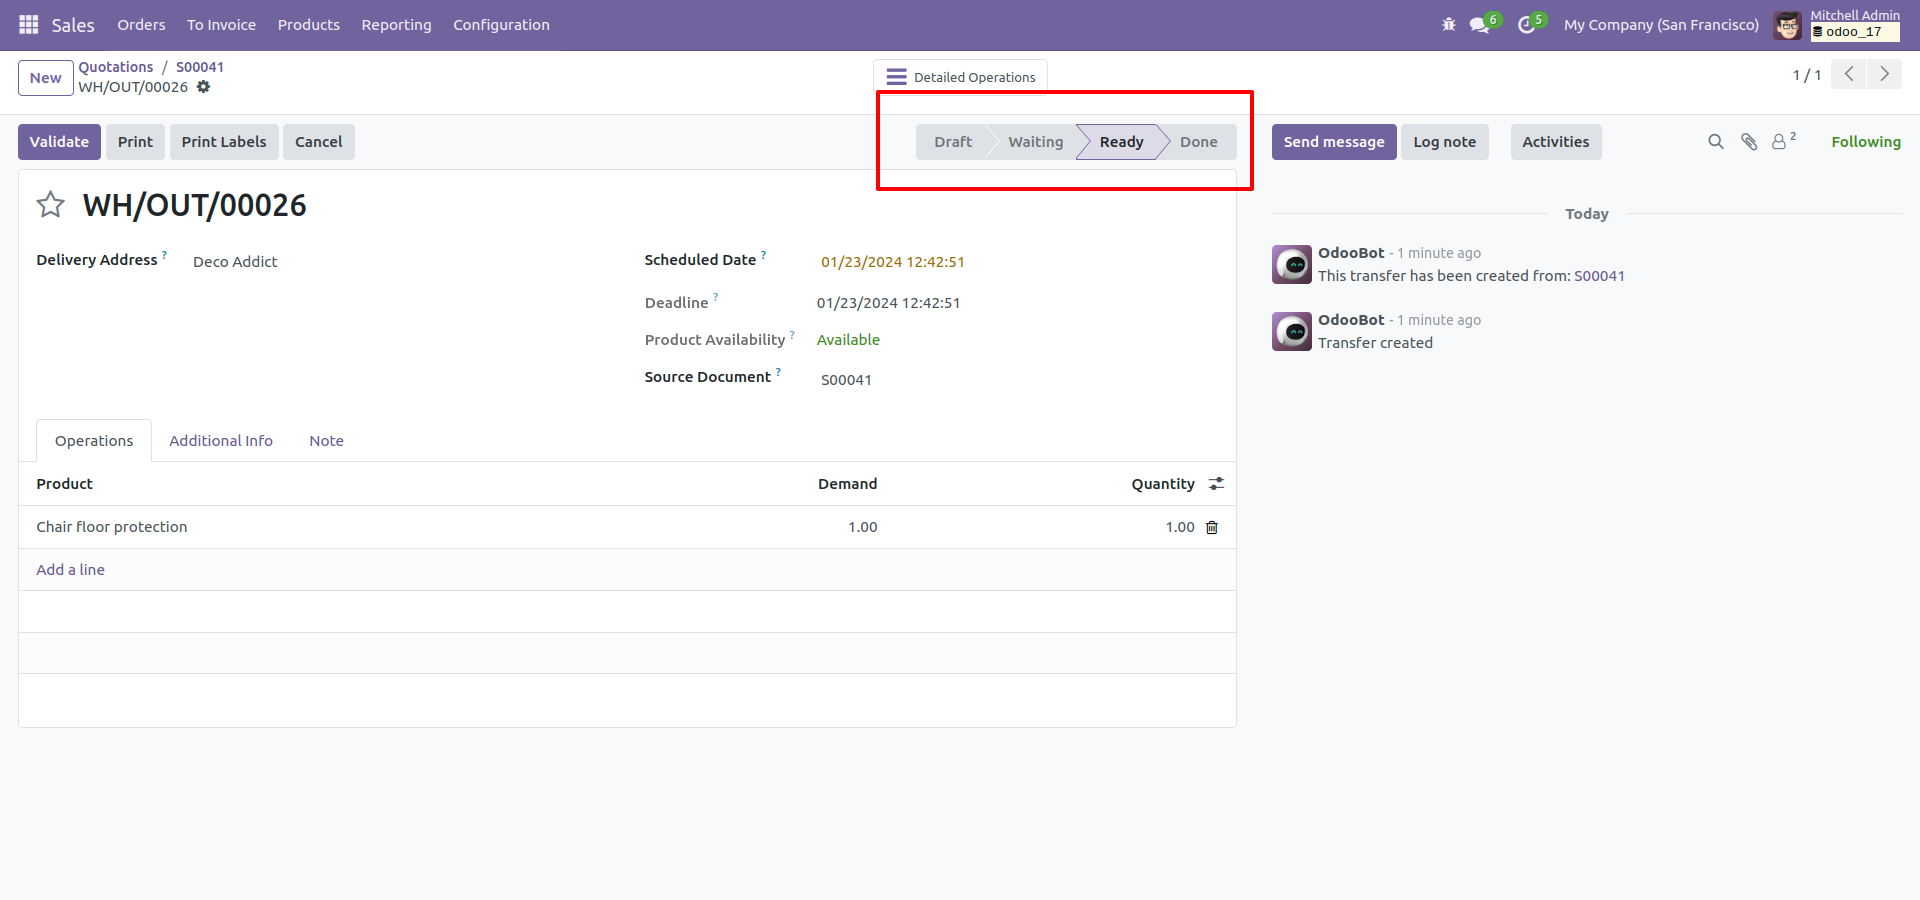 Sales Orders To Invoice Products Reporting Configuration 6 5 My Company (San Francisco) Mitchell Admin
odoo_17
New Quotations / S00041
WH/OUT/00026
Detailed Operations
1 / 1
Validate Print Print Labels Cancel
Draft Waiting Ready Done
Send message Log note Activities 2 Following
WH/OUT/00026
Delivery Address ? Deco Addict
Scheduled Date ? 01/23/2024 12:42:51
Deadline ? 01/23/2024 12:42:51
Product Availability ? Available
Source Document ? S00041
Operations Additional Info Note
Product Demand Quantity
Chair floor protection 1.00 1.00
Add a line
Today
OdooBot - 1 minute ago
This transfer has been created from: S00041
OdooBot - 1 minute ago
Transfer created